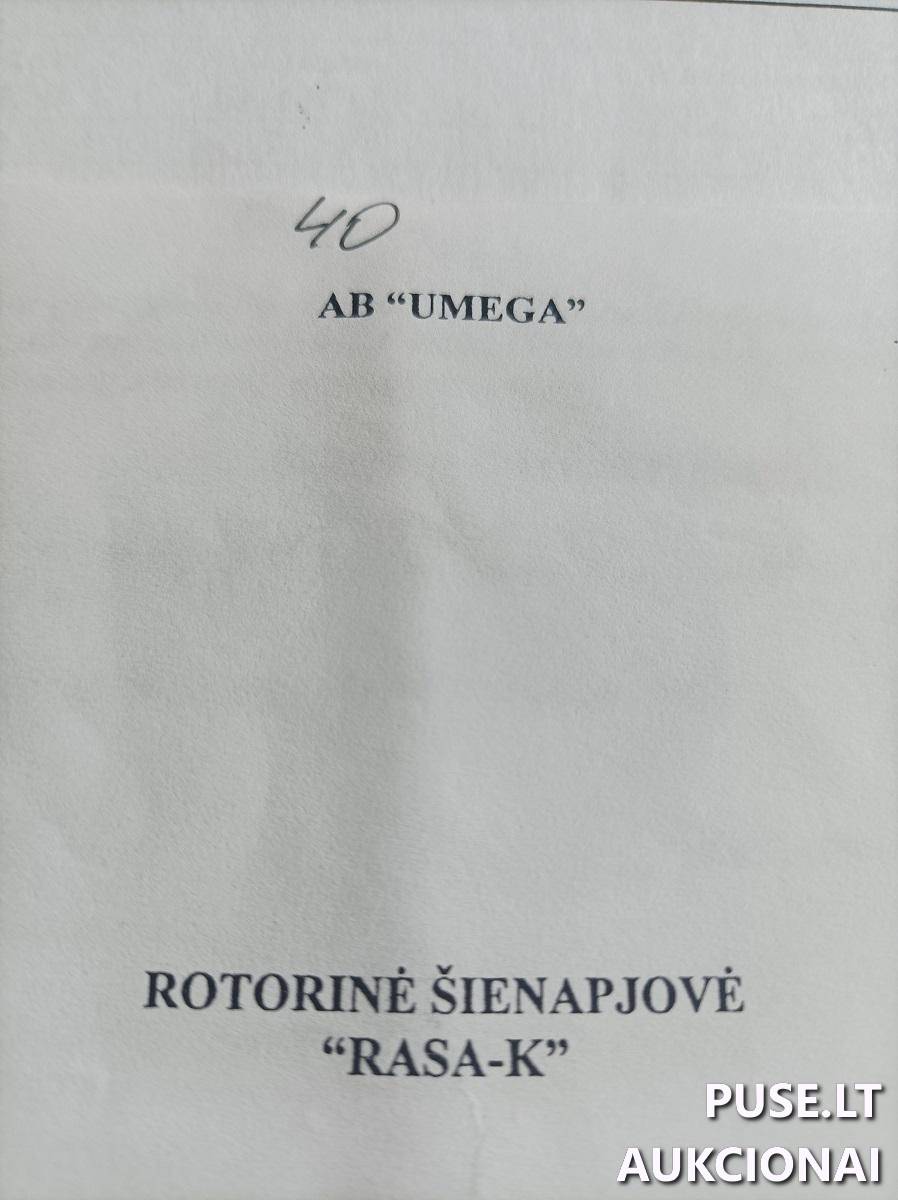 40
AB “UMEGA”
ROTORINĖ ŠIENAPJOVĖ
“RASA-K”
PUSE.LT
AUKCIONAI